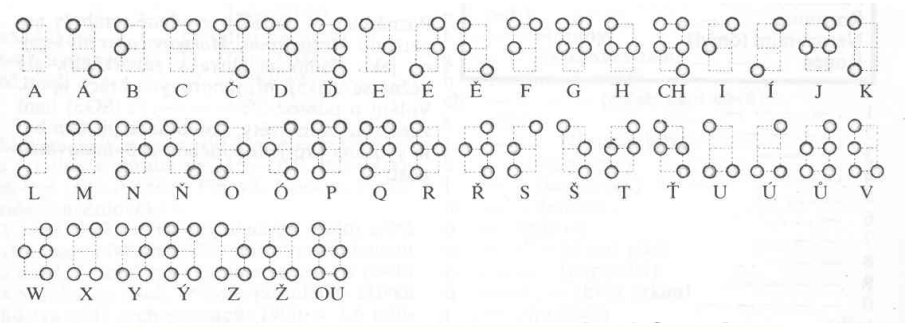 A Á B C Č D Ď E É Ě F G H CH I Í J K
L M N Ň O Ó P Q R Ř S Š T Ť U Ú Ů V
W X Y Ý Z Ž OU